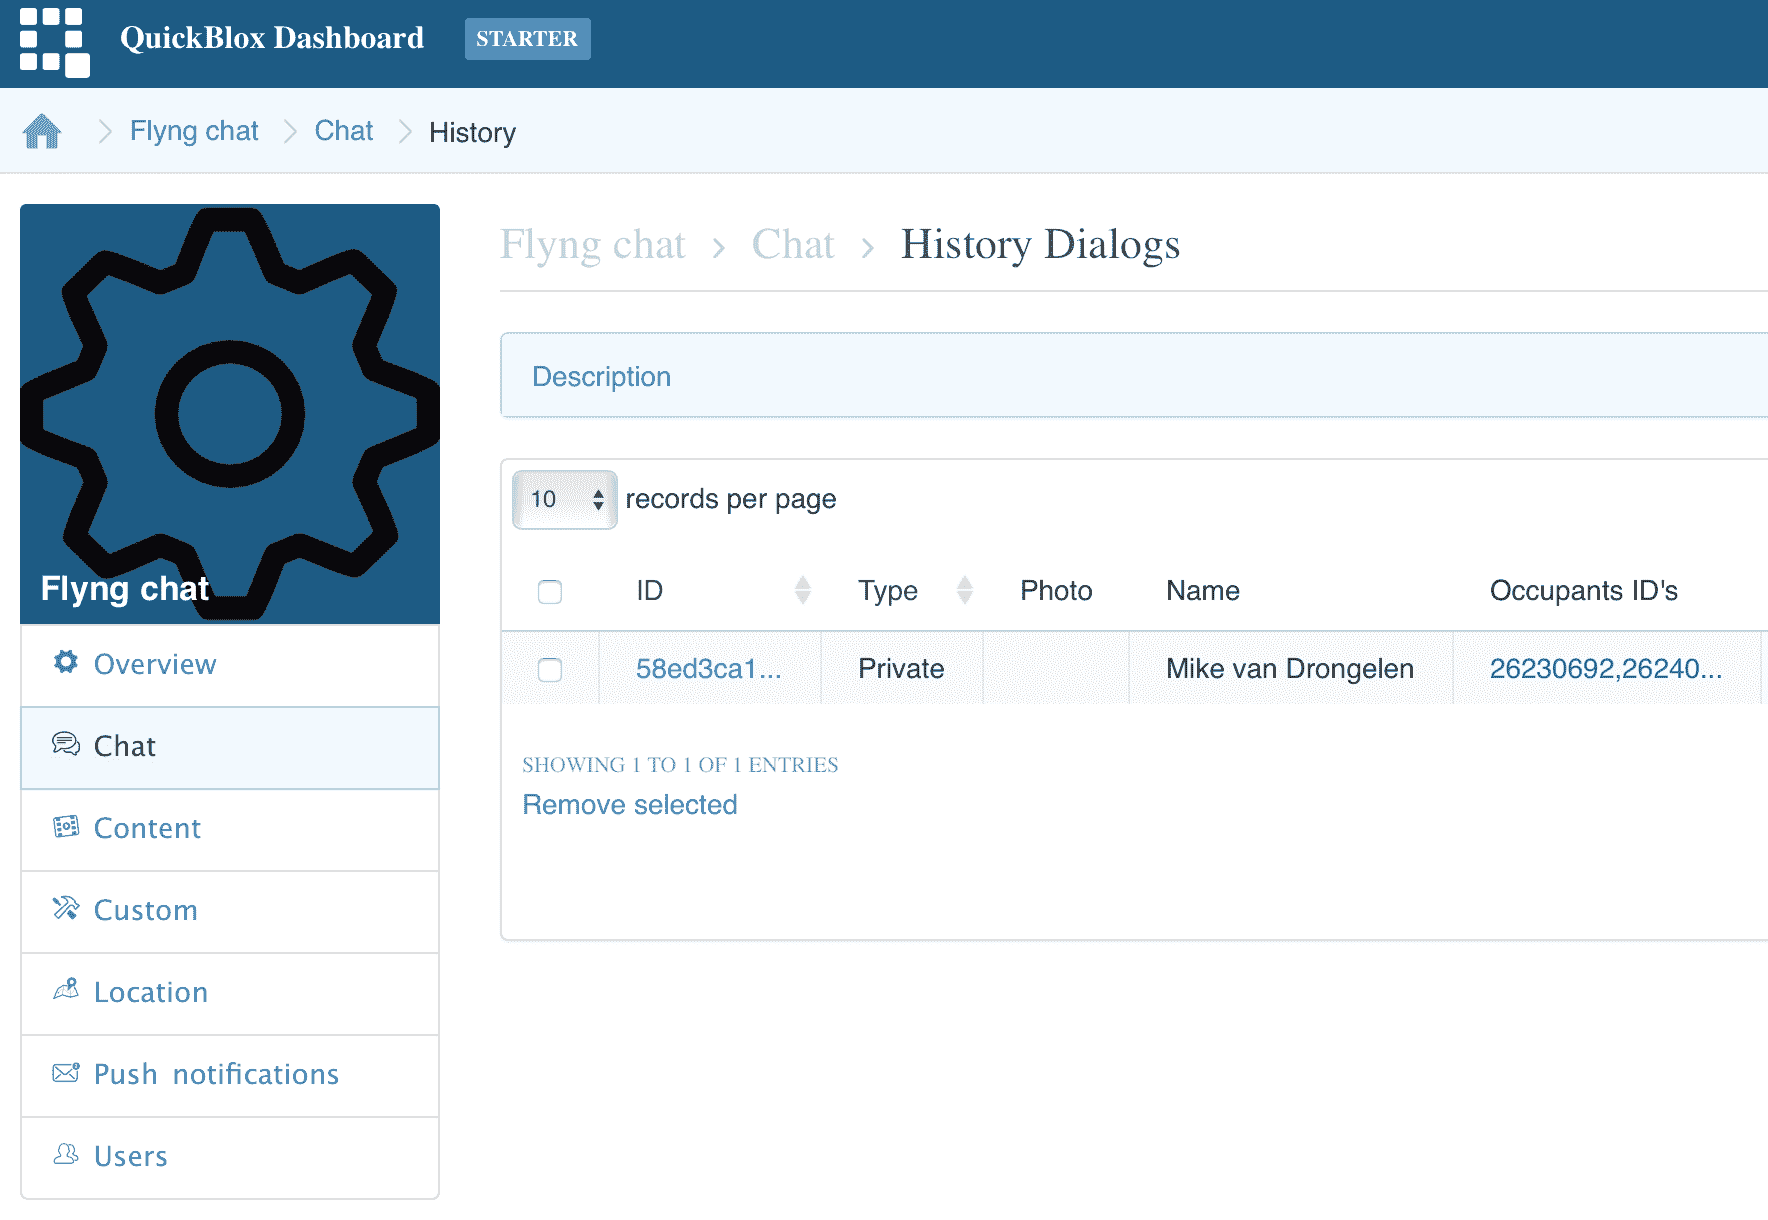 QuickBlox Dashboard STARTER
Flyng chat Chat History
Flyng chat › Chat › History Dialogs
Description
10 records per page
ID Type Photo Name Occupants ID's
58ed3ca1... Private Mike van Drongelen 26230692,26240...
SHOWING 1 TO 1 OF 1 ENTRIES
Remove selected
Flyng chat
Overview
Chat
Content
Custom
Location
Push notifications
Users